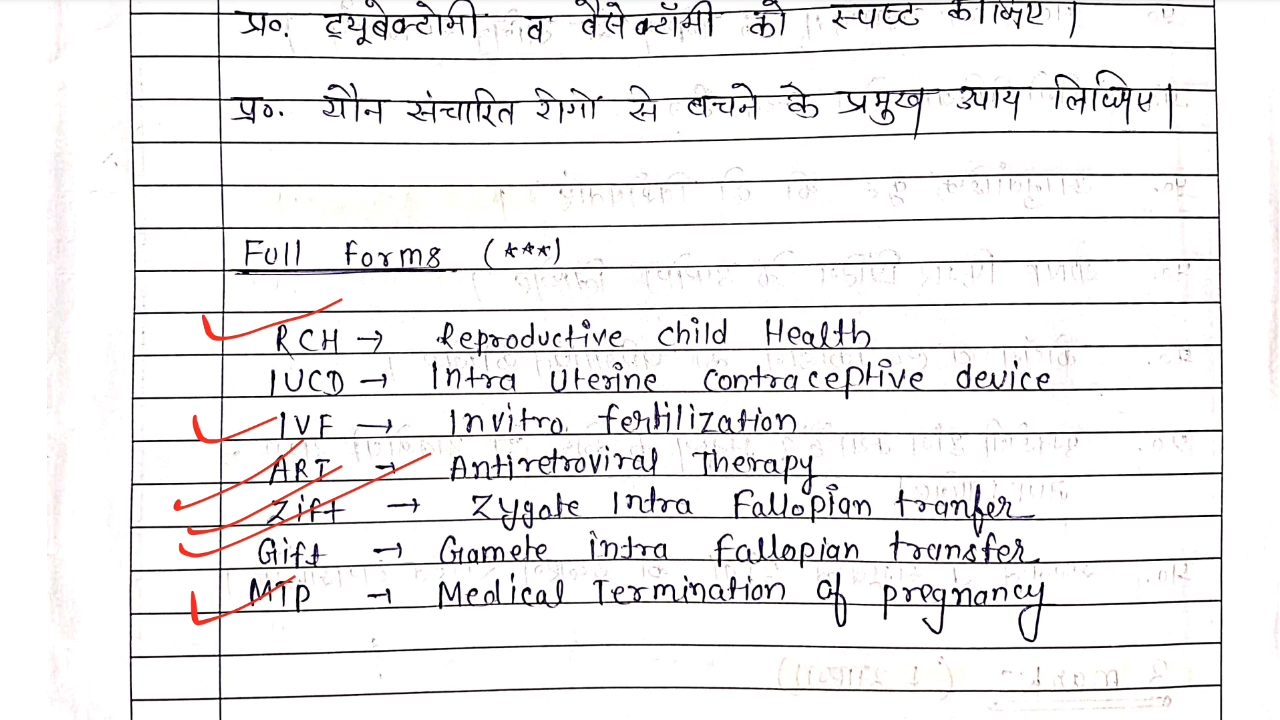 प्र०. ट्यूबेक्टोमी व वैसेक्टॉमी को स्पष्ट कीजिए।
प्र०. यौन संचारित रोगों से बचने के प्रमुख उपाय लिखिए।
Full forms (***)
RCH → Reproductive child Health
IUCD → Intra Uterine Contraceptive device
IVF → Invitro. fertilization
ART → Antiretroviral Therapy
Zift → Zygate Intra Fallopian tranfer
Gift → Gamete intra fallopian transfer
MTP → Medical Termination of pregnancy